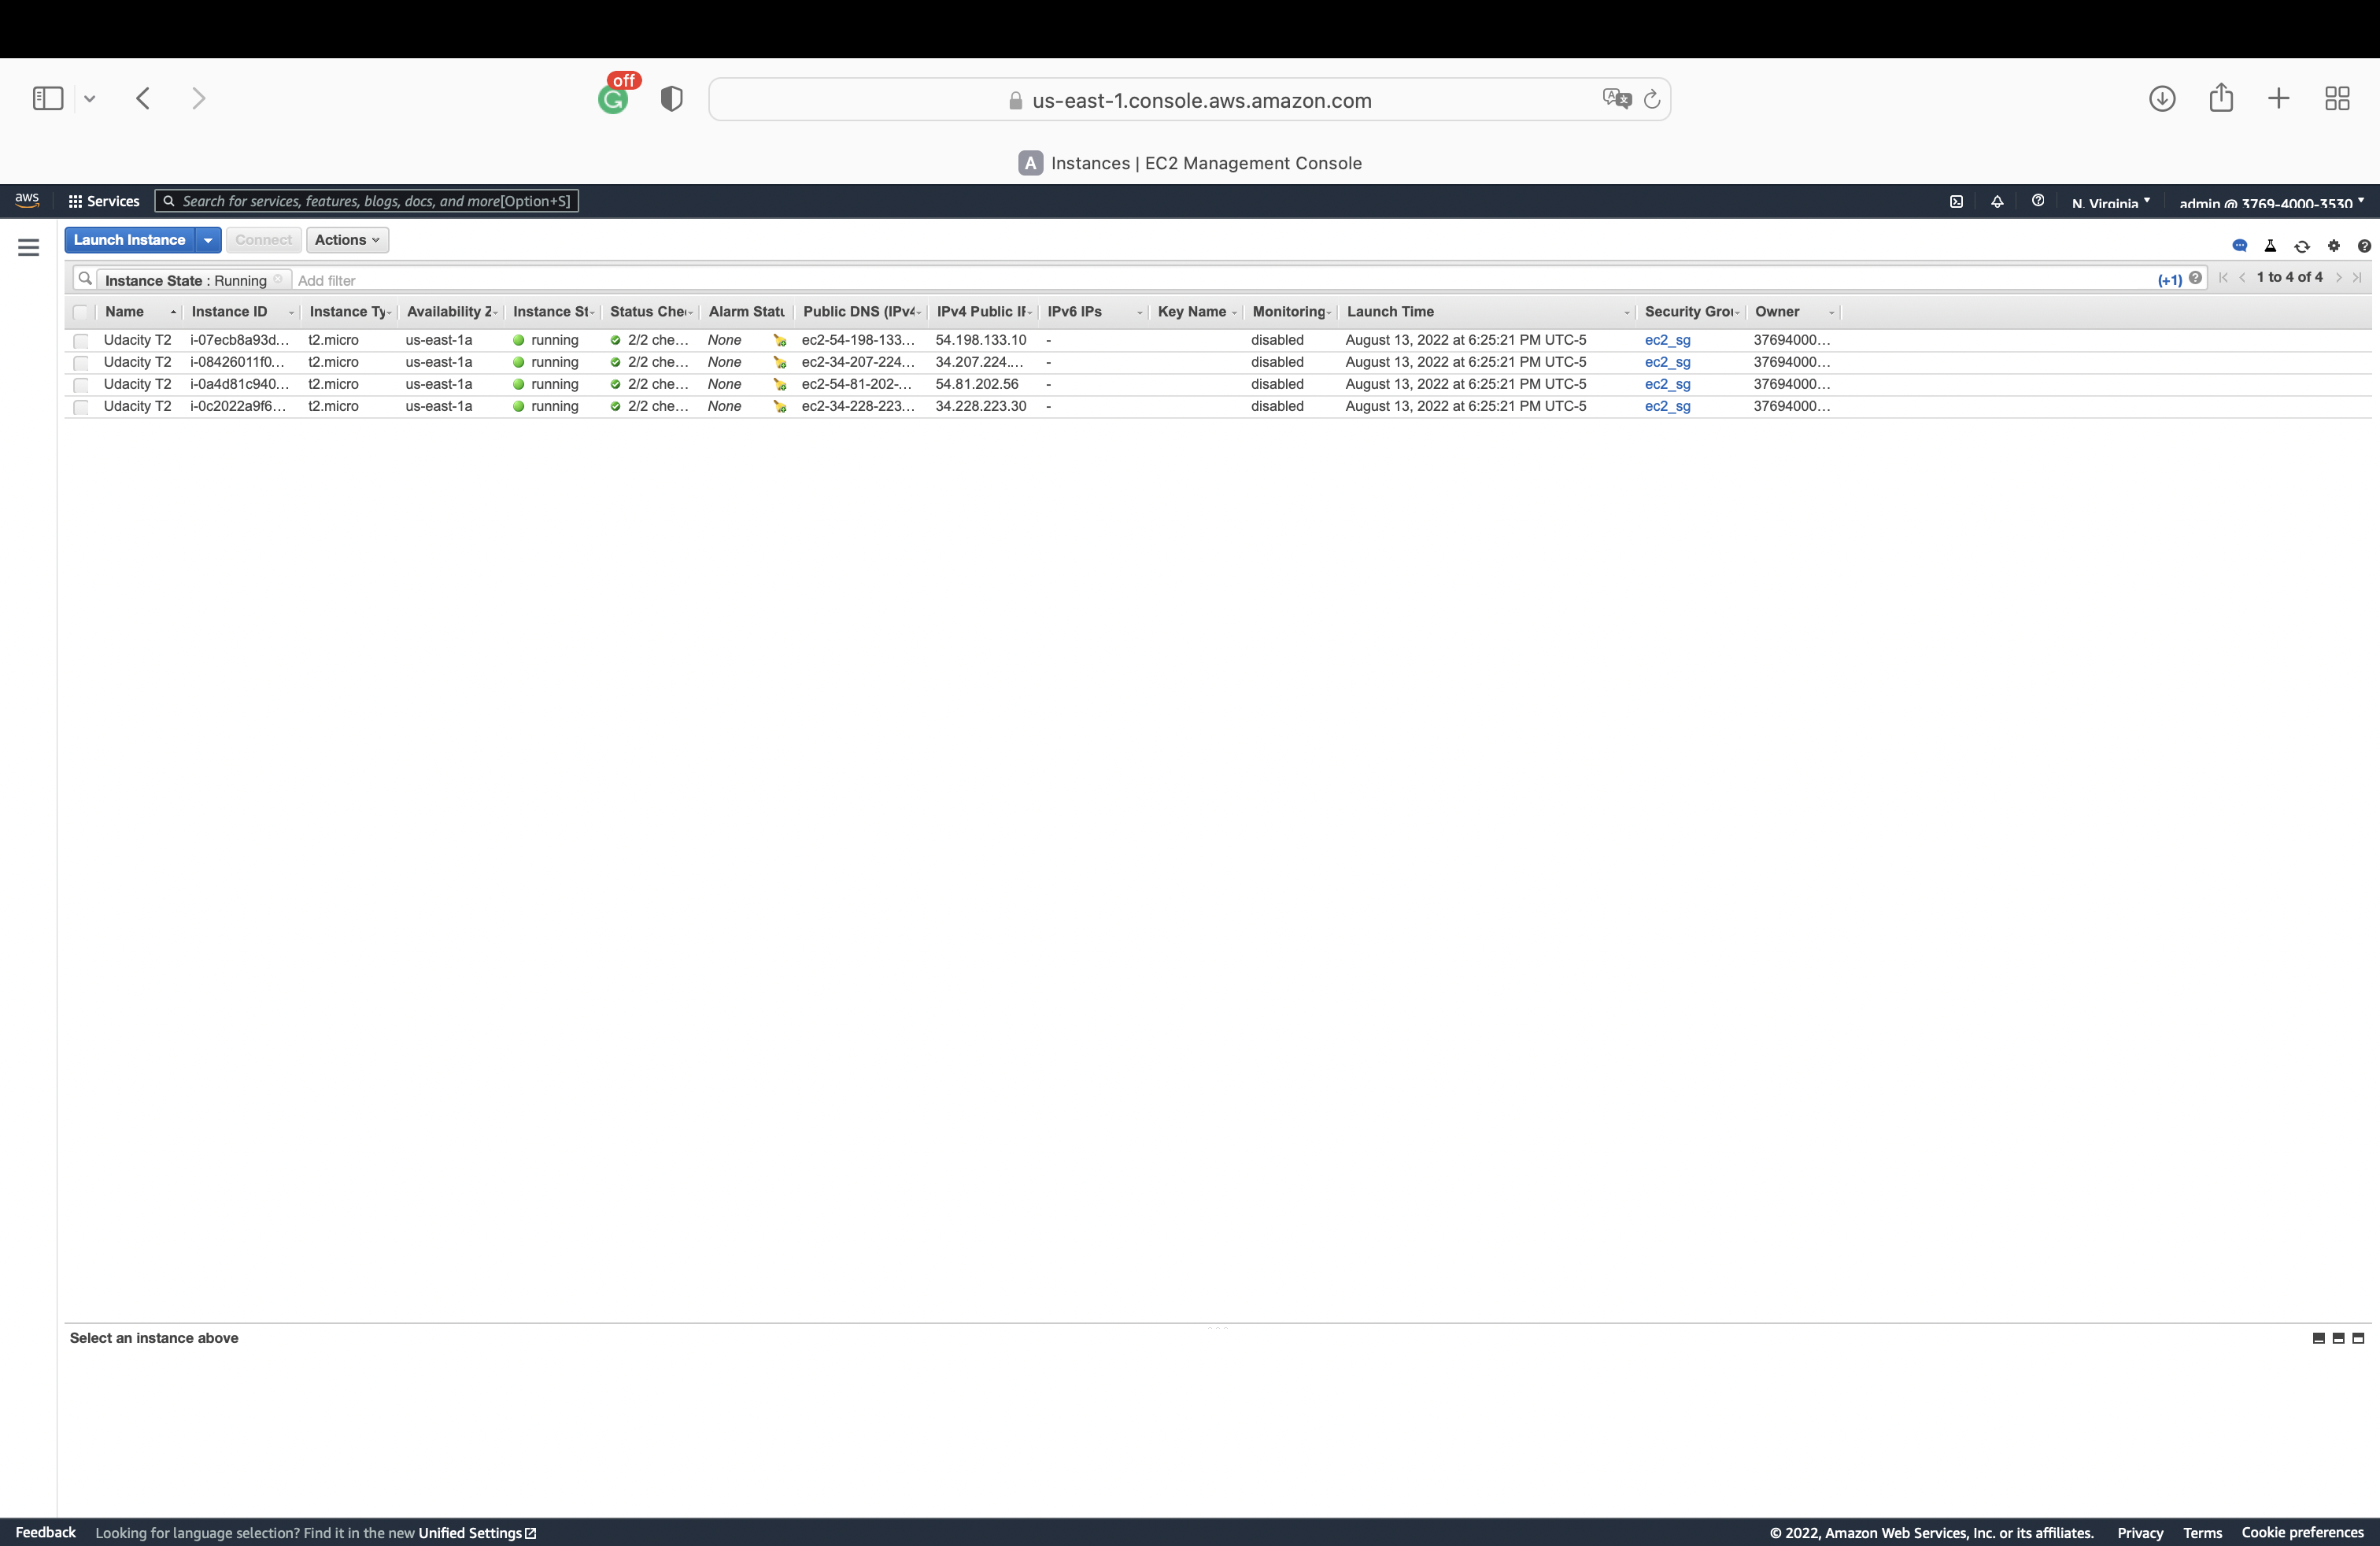 off
us-east-1.console.aws.amazon.com
A Instances | EC2 Management Console
aws Services Search for services, features, blogs, docs, and more[Option+S] N. Virginia admin @ 3769-4000-3530
Launch Instance Connect Actions
Instance State : Running Add filter (+1) 1 to 4 of 4
Name Instance ID Instance Ty Availability Z Instance St Status Che Alarm Statu Public DNS (IPv4 IPv4 Public IP IPv6 IPs Key Name Monitoring Launch Time Security Grou Owner
Udacity T2 i-07ecb8a93d... t2.micro us-east-1a running 2/2 che... None ec2-54-198-133... 54.198.133.10 - disabled August 13, 2022 at 6:25:21 PM UTC-5 ec2_sg 37694000...
Udacity T2 i-08426011f0... t2.micro us-east-1a running 2/2 che... None ec2-34-207-224... 34.207.224.... - disabled August 13, 2022 at 6:25:21 PM UTC-5 ec2_sg 37694000...
Udacity T2 i-0a4d81c940... t2.micro us-east-1a running 2/2 che... None ec2-54-81-202-... 54.81.202.56 - disabled August 13, 2022 at 6:25:21 PM UTC-5 ec2_sg 37694000...
Udacity T2 i-0c2022a9f6... t2.micro us-east-1a running 2/2 che... None ec2-34-228-223... 34.228.223.30 - disabled August 13, 2022 at 6:25:21 PM UTC-5 ec2_sg 37694000...
Select an instance above
Feedback Looking for language selection? Find it in the new Unified Settings © 2022, Amazon Web Services, Inc. or its affiliates. Privacy Terms Cookie preferences